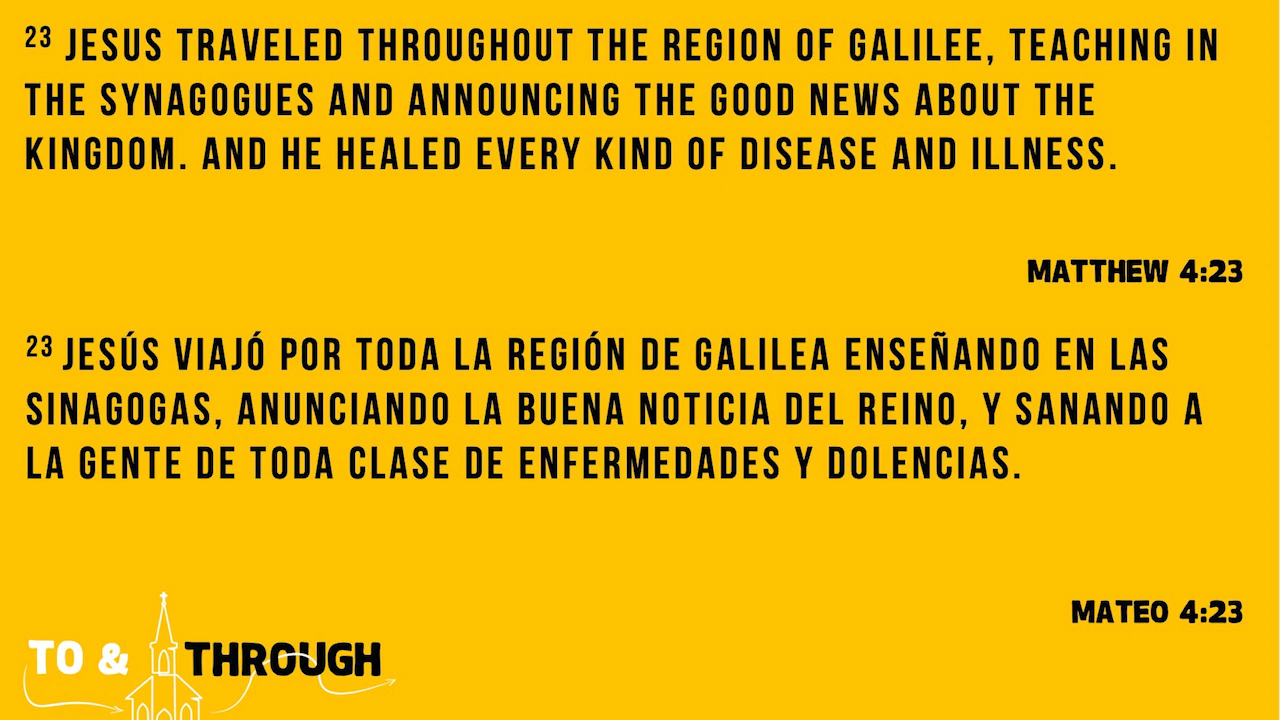 23 JESUS TRAVELED THROUGHOUT THE REGION OF GALILEE, TEACHING IN
THE SYNAGOGUES AND ANNOUNCING THE GOOD NEWS ABOUT THE
KINGDOM. AND HE HEALED EVERY KIND OF DISEASE AND ILLNESS.
MATTHEW 4:23
23 JESÚS VIAJÓ POR TODA LA REGIÓN DE GALILEA ENSEÑANDO EN LAS
SINAGOGAS, ANUNCIANDO LA BUENA NOTICIA DEL REINO, Y SANANDO A
LA GENTE DE TODA CLASE DE ENFERMEDADES Y DOLENCIAS.
MATEO 4:23
TO & THROUGH